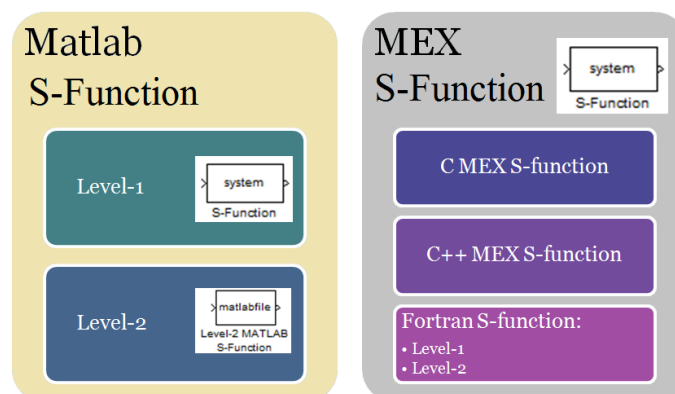 Matlab
S-Function
Level-1
system
S-Function
Level-2
matlabfile
Level-2 MATLAB
S-Function
MEX
S-Function
system
S-Function
C MEX S-function
C++ MEX S-function
Fortran S-function:
• Level-1
• Level-2